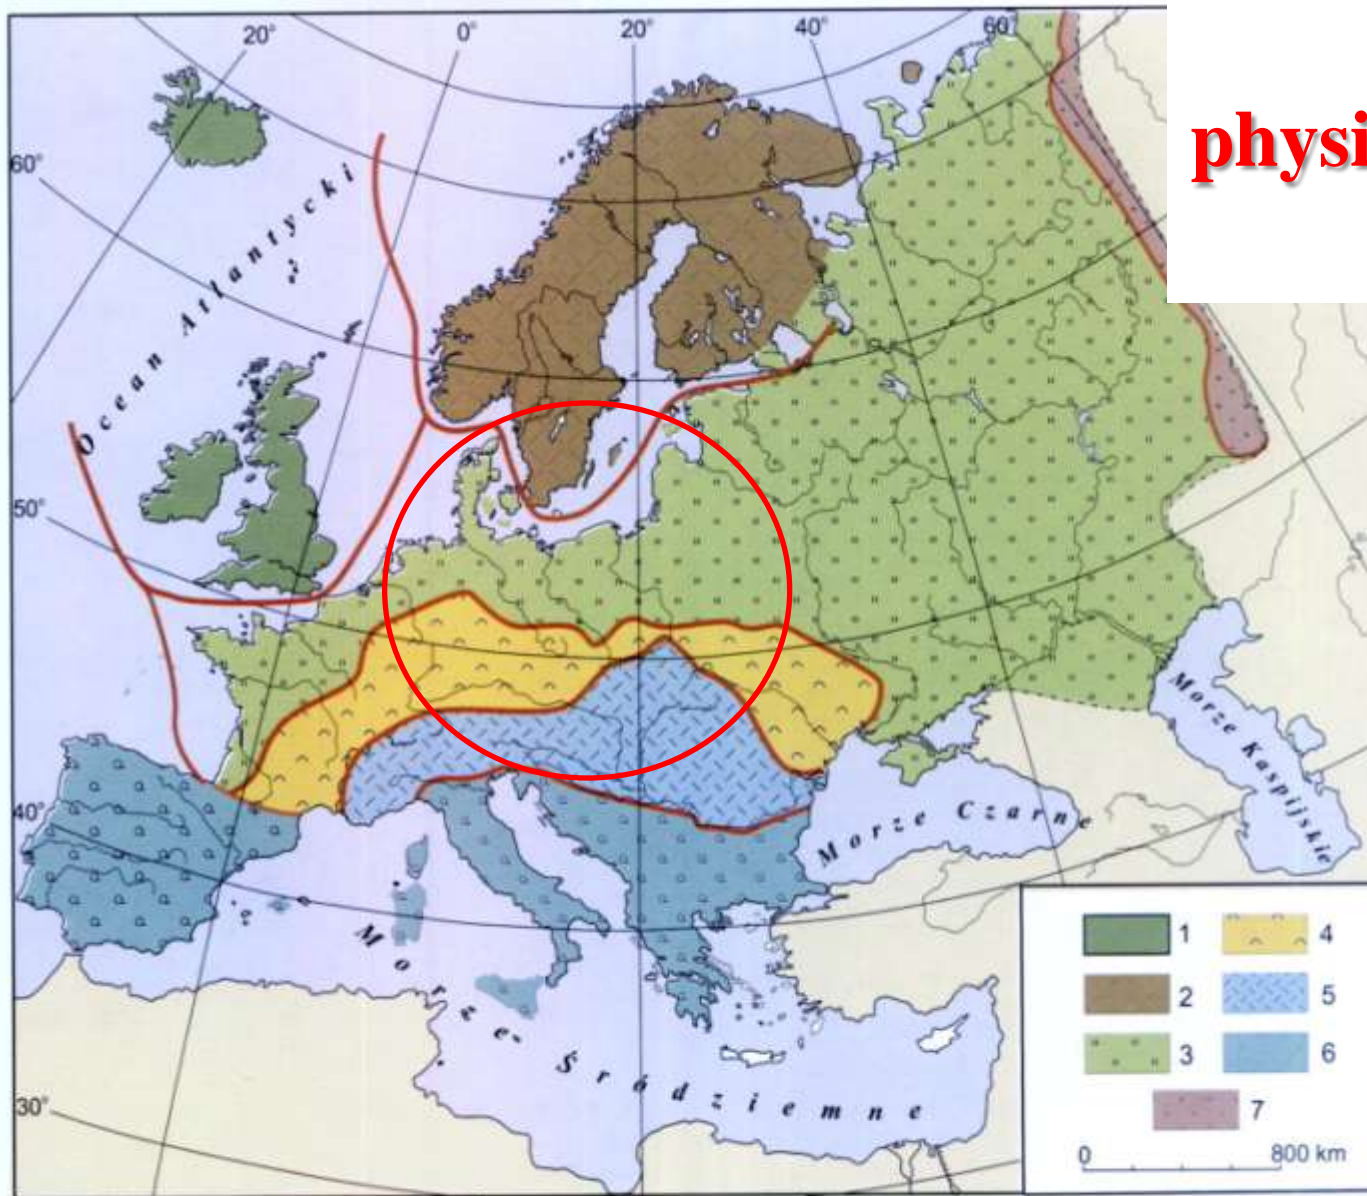 20° 0° 20° 40° 60°
physi
60°
Ocean Atlantycki
50°
40°
Morze Kaspijskie
Morze Czarne
Morze Śródziemne
30°
1 4
2 5
3 6
7
0 800 km